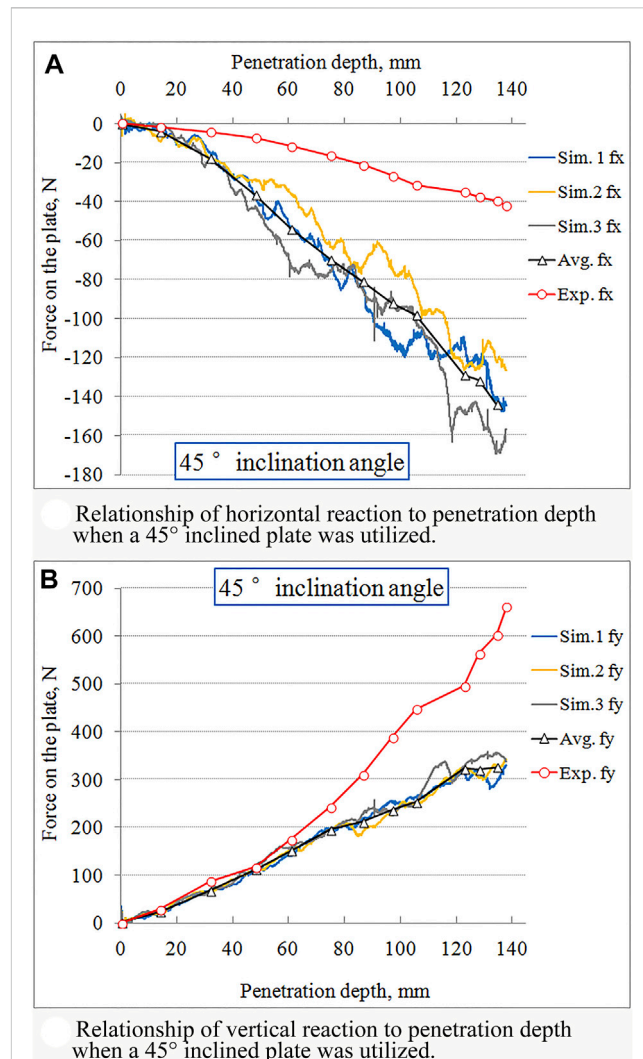 A
Penetration depth, mm
0 20 40 60 80 100 120 140
0
-20
-40
-60
-80
-100
-120
-140
-160
-180
Force on the plate, N
Sim. 1 fx
Sim.2 fx
Sim.3 fx
Avg. fx
Exp. fx
45 ° inclination angle
Relationship of horizontal reaction to penetration depth
when a 45° inclined plate was utilized.
B
45 ° inclination angle
700
600
500
400
300
200
100
0
Force on the plate, N
Sim.1 fy
Sim.2 fy
Sim.3 fy
Avg. fy
Exp. fy
0 20 40 60 80 100 120 140
Penetration depth, mm
Relationship of vertical reaction to penetration depth
when a 45° inclined plate was utilized.